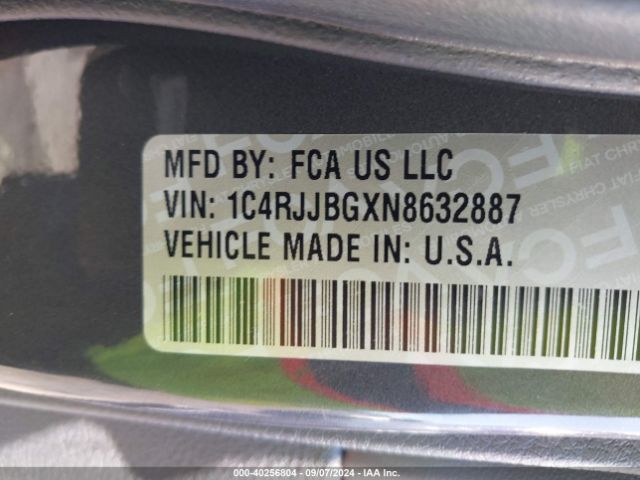 MFD BY: FCA US LLC
VIN: 1C4RJJBGXN8632887
VEHICLE MADE IN: U.S.A.
000-40256804 - 09/07/2024 - IAA Inc.